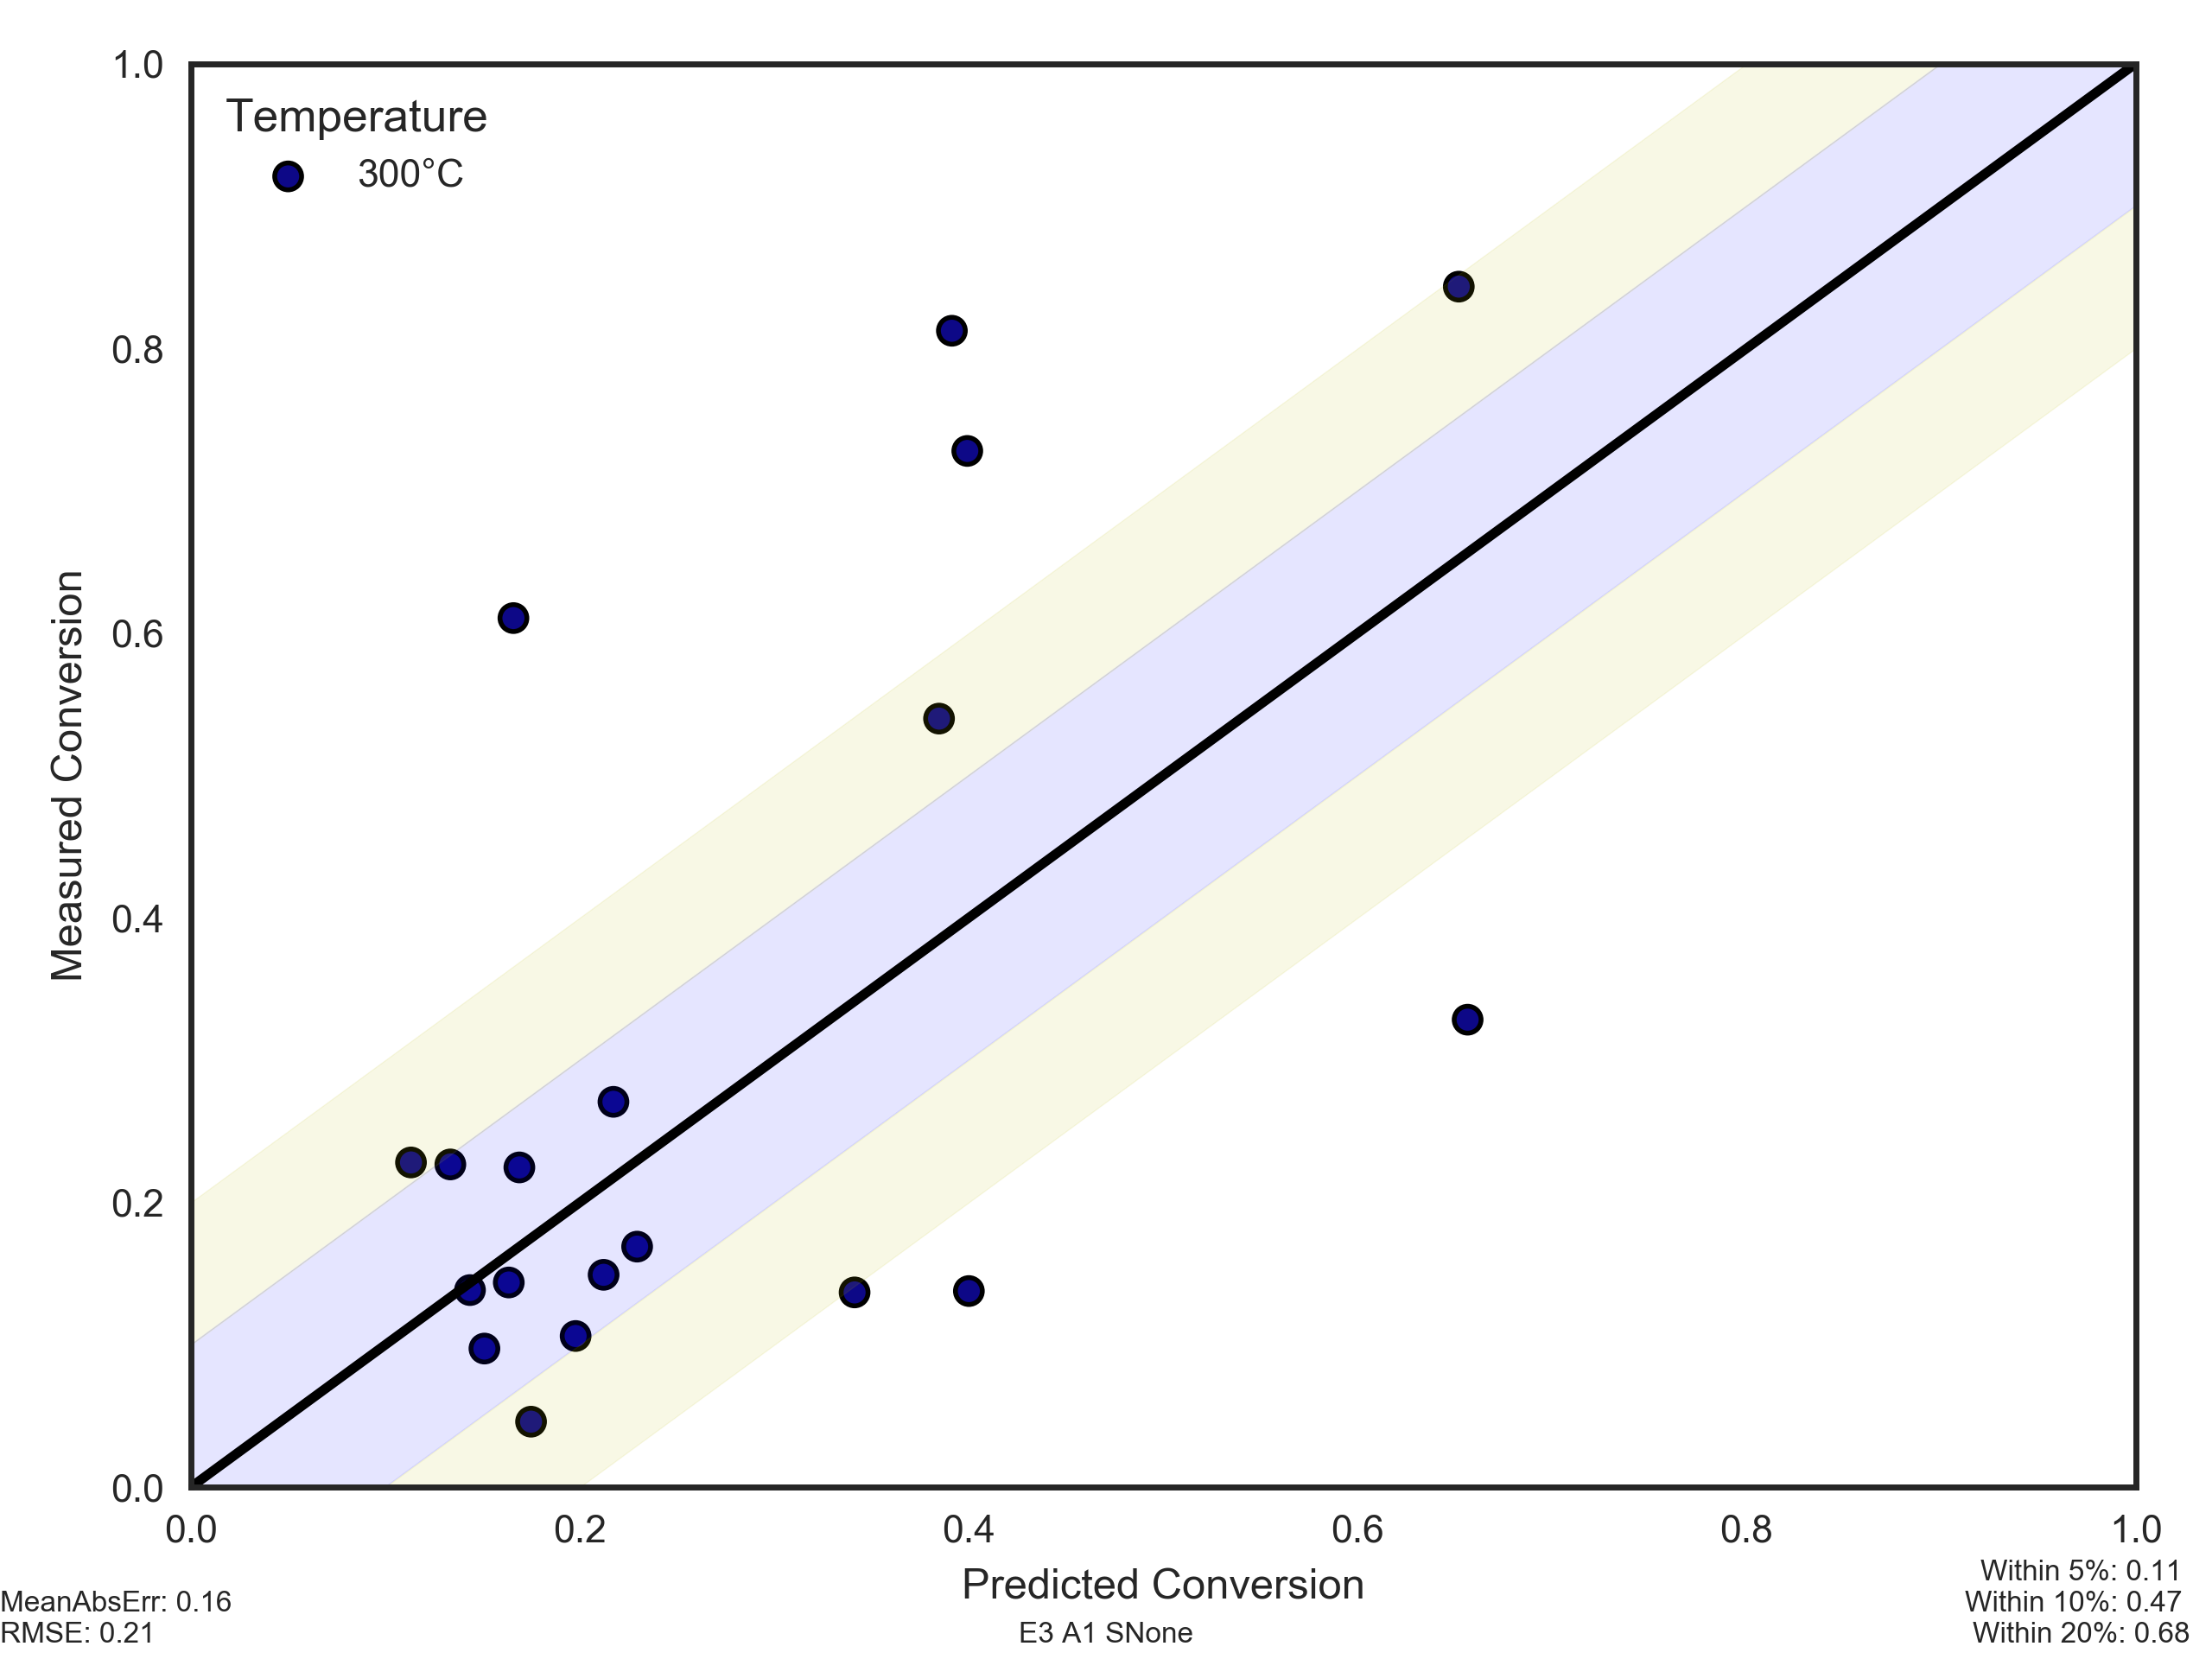 1.0
0.8
0.6
0.4
0.2
0.0
Measured Conversion
Temperature
300°C
0.0 0.2 0.4 0.6 0.8 1.0
Predicted Conversion
E3 A1 SNone
MeanAbsErr: 0.16
RMSE: 0.21
Within 5%: 0.11
Within 10%: 0.47
Within 20%: 0.68